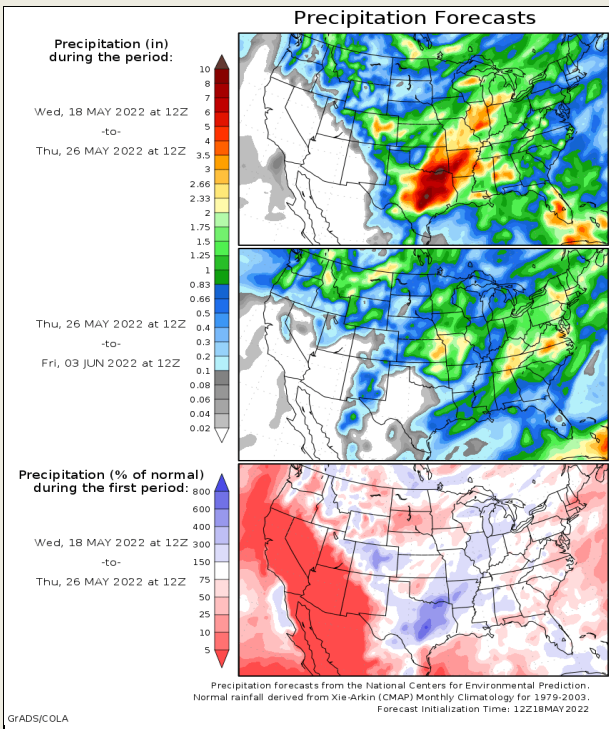 Precipitation Forecasts
Precipitation (in)
during the period:
Wed, 18 MAY 2022 at 12Z
-to-
Thu, 26 MAY 2022 at 12Z
10
8
7
6
5
4
3.5
3
2.66
2.33
2
1.75
1.5
1.25
1
0.83
0.66
0.5
0.4
0.3
0.2
0.1
0.08
0.06
0.04
0.02
Thu, 26 MAY 2022 at 12Z
-to-
Fri, 03 JUN 2022 at 12Z
Precipitation (% of normal)
during the first period:
Wed, 18 MAY 2022 at 12Z
-to-
Thu, 26 MAY 2022 at 12Z
800
600
400
300
150
75
50
25
10
5
Precipitation forecasts from the National Centers for Environmental Prediction.
Normal rainfall derived from Xie-Arkin (CMAP) Monthly Climatology for 1979-2003.
Forecast Initialization Time: 12Z18MAY2022
GrADS/COLA